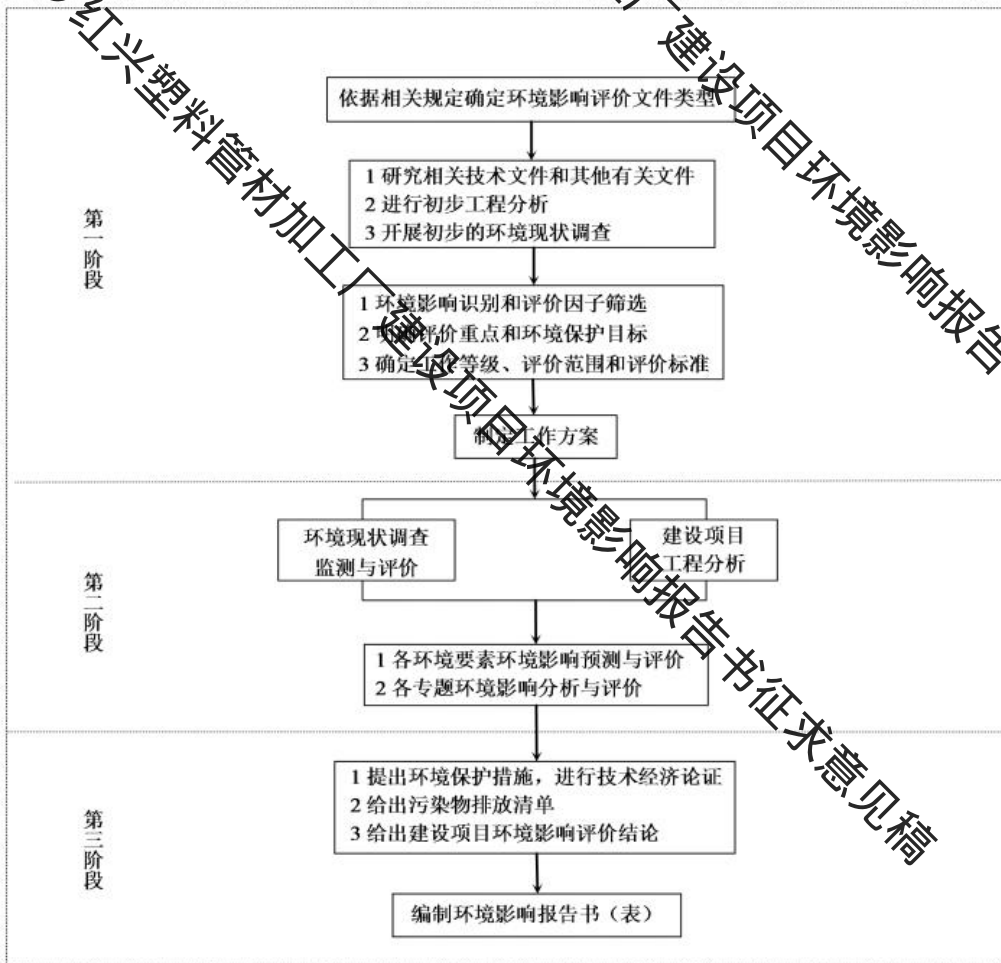 依据相关规定确定环境影响评价文件类型
1 研究相关技术文件和其他有关文件
2 进行初步工程分析
3 开展初步的环境现状调查
第一阶段
1 环境影响识别和评价因子筛选
2 明确评价重点和环境保护目标
3 确定工作等级、评价范围和评价标准
制定工作方案
环境现状调查
监测与评价
建设项目
工程分析
第二阶段
1 各环境要素环境影响预测与评价
2 各专题环境影响分析与评价
1 提出环境保护措施，进行技术经济论证
2 给出污染物排放清单
3 给出建设项目环境影响评价结论
第三阶段
编制环境影响报告书（表）
红兴塑料管材加工厂建设项目环境影响报告书征求意见稿
厂建设项目环境影响报告